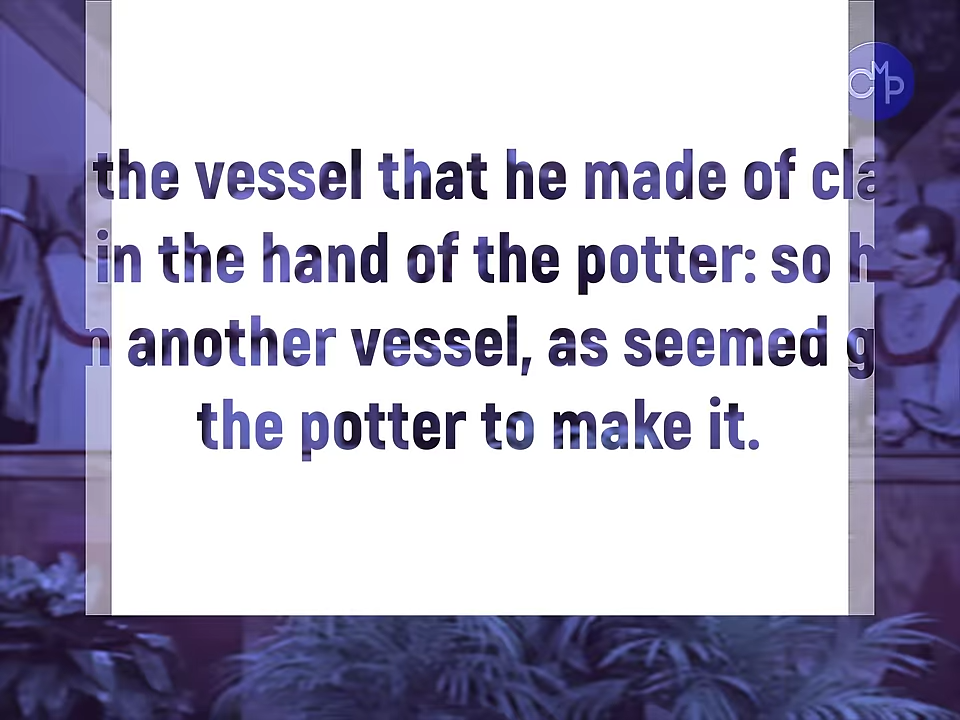 CMP
the vessel that he made of cla
in the hand of the potter: so h
n another vessel, as seemed g
the potter to make it.